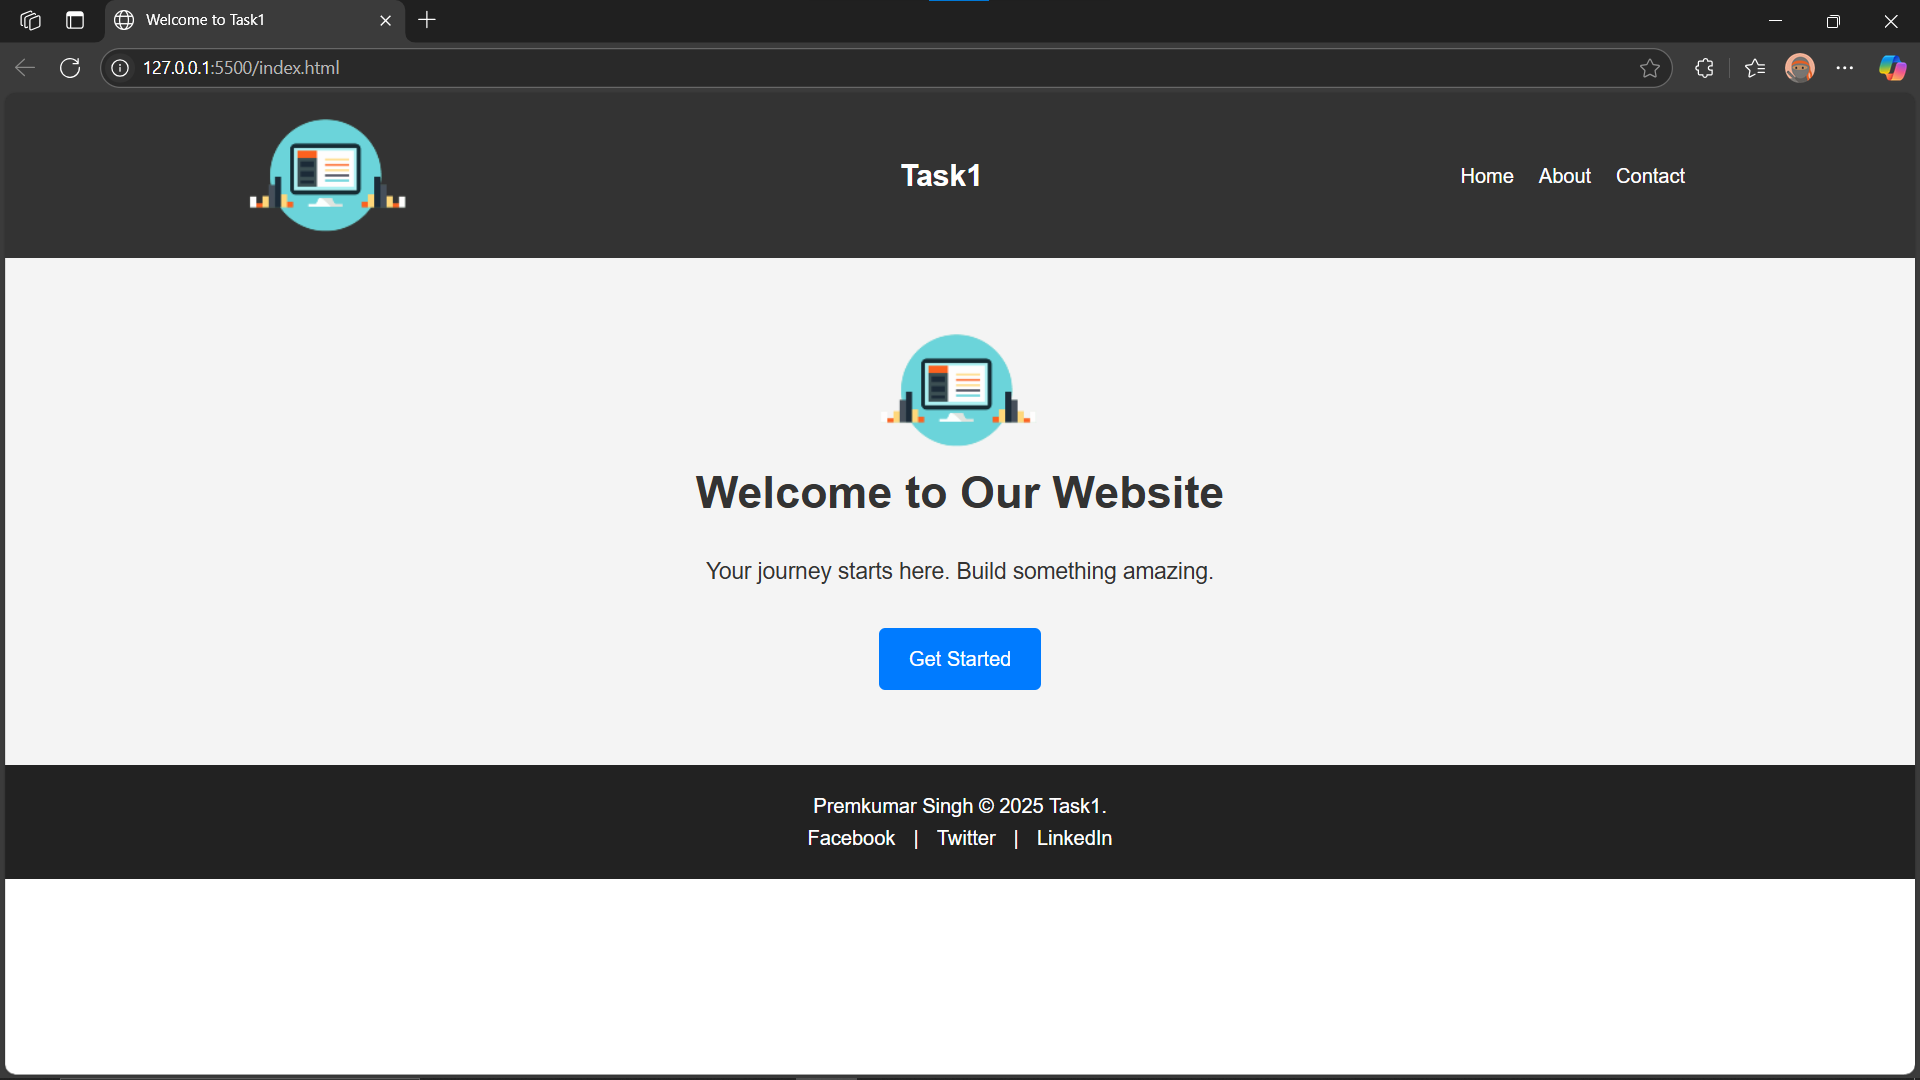 Welcome to Task1
127.0.0.1:5500/index.html
Task1
Home About Contact
Welcome to Our Website
Your journey starts here. Build something amazing.
Get Started
Premkumar Singh © 2025 Task1.
Facebook | Twitter | LinkedIn